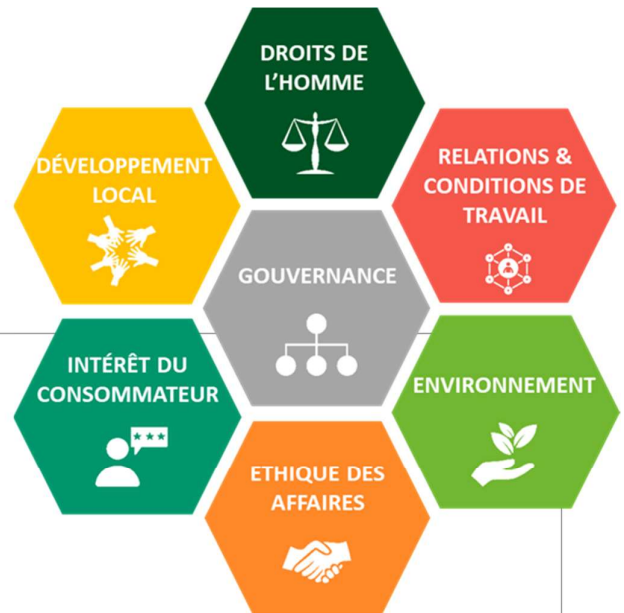 DROITS DE
L'HOMME
DÉVELOPPEMENT
LOCAL
RELATIONS &
CONDITIONS DE
TRAVAIL
GOUVERNANCE
INTÉRÊT DU
CONSOMMATEUR
ENVIRONNEMENT
ETHIQUE DES
AFFAIRES